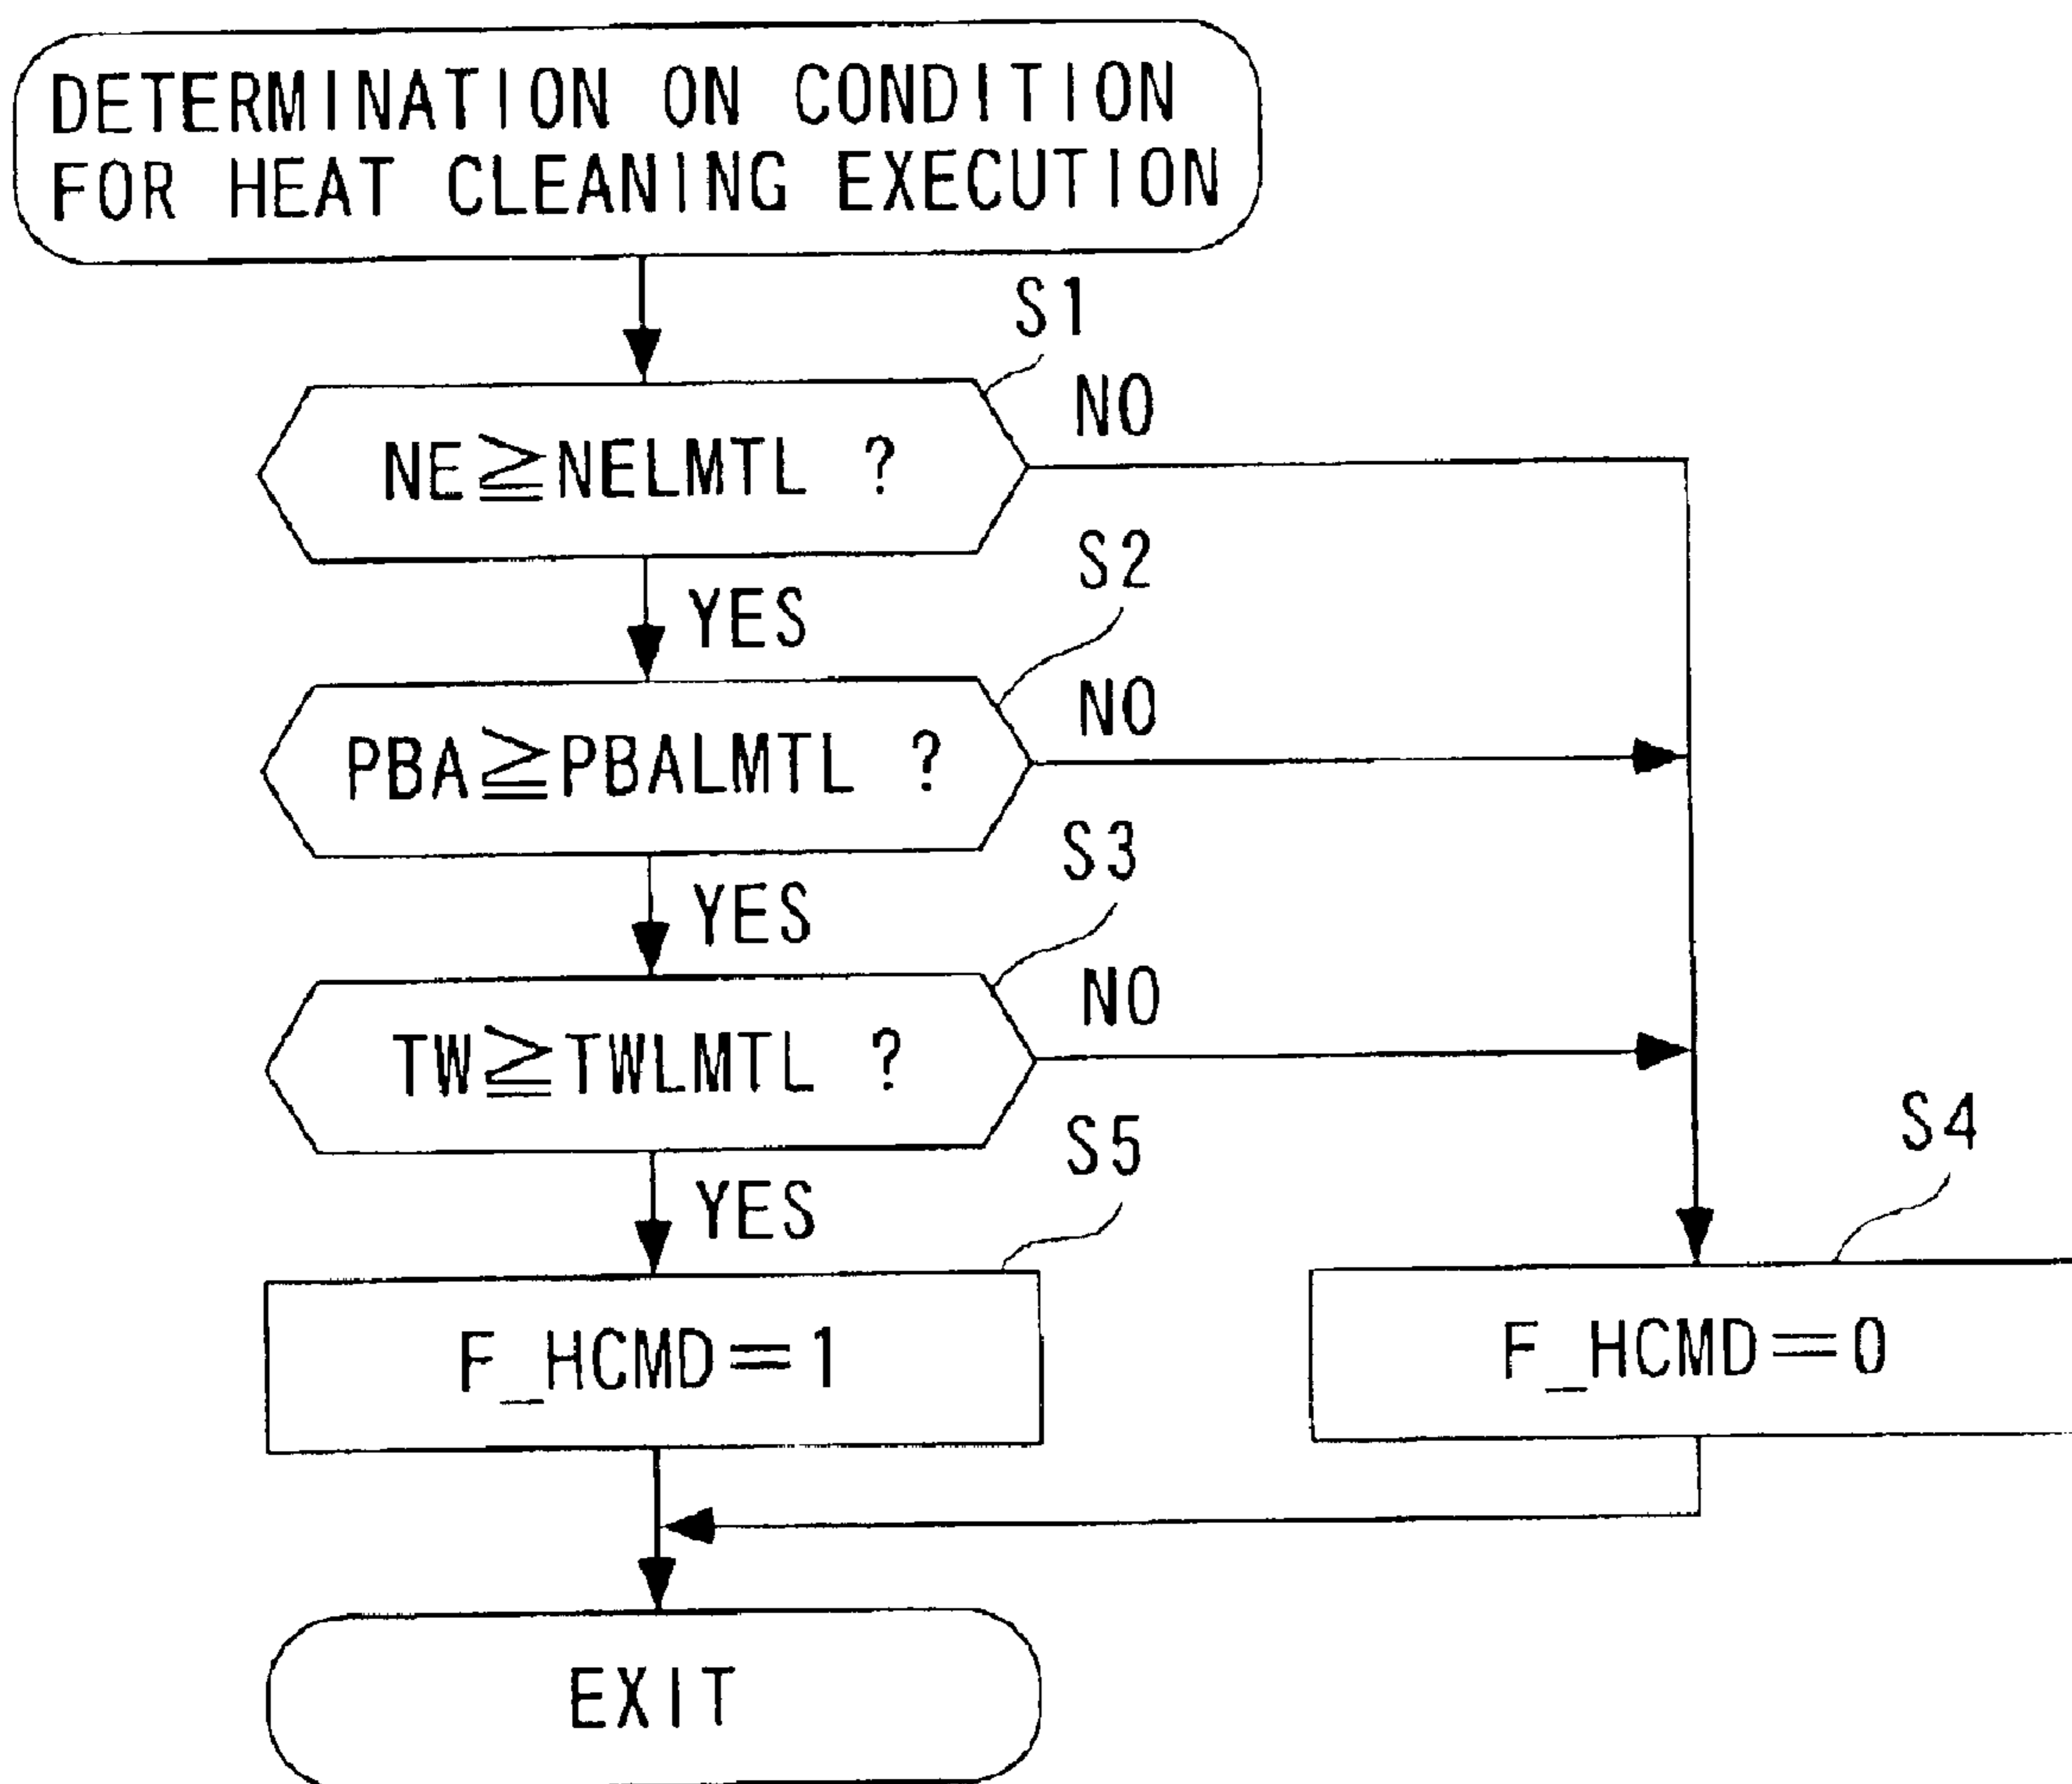 DETERMINATION ON CONDITION
FOR HEAT CLEANING EXECUTION
S1
NE≧NELMTL ?
NO
YES
S2
PBA≧PBALMTL ?
NO
YES
S3
TW≧TWLMTL ?
NO
YES
S5
F_HCMD=1
S4
F_HCMD=0
EXIT